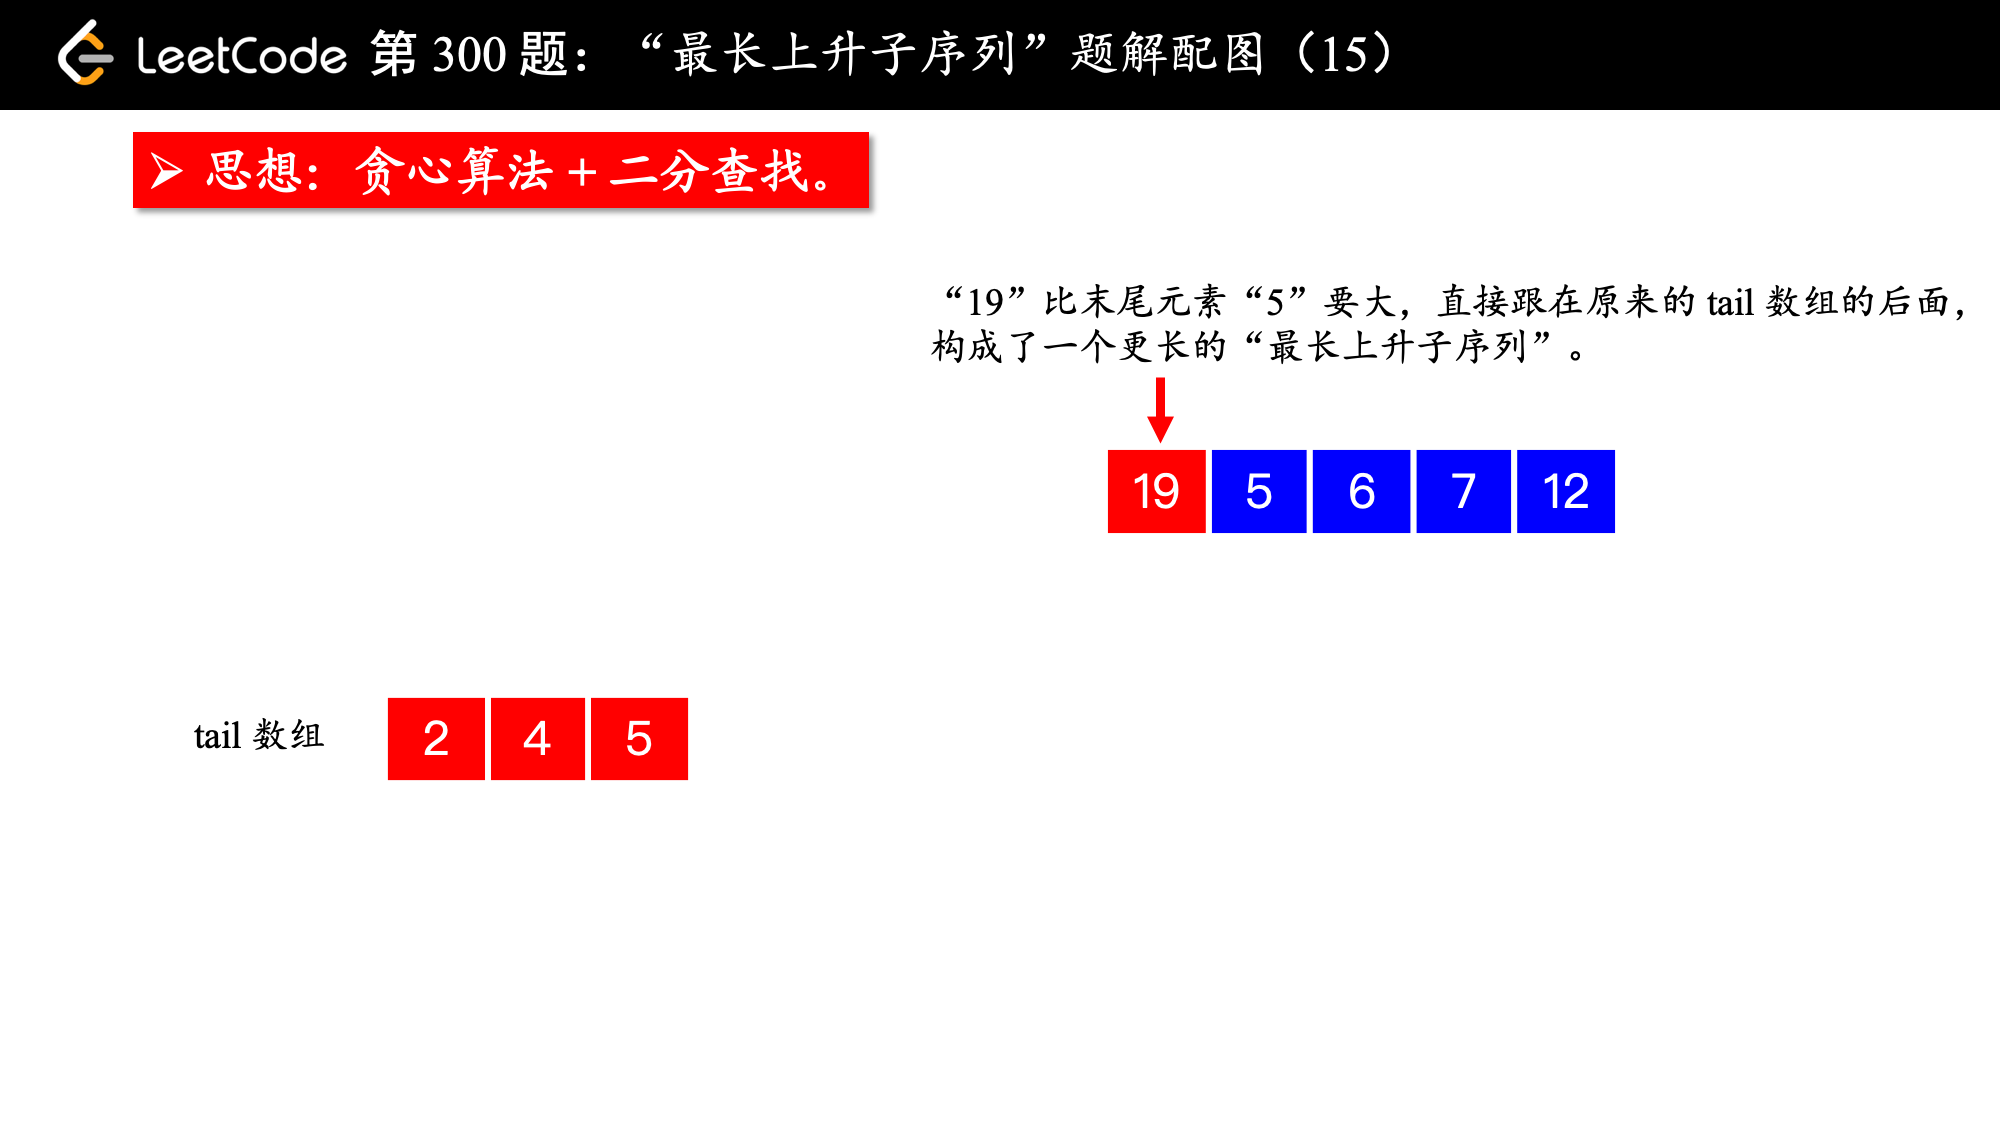 LeetCode 第 300 题：“最长上升子序列”题解配图（15）
➢ 思想：贪心算法 + 二分查找。
“19”比末尾元素“5”要大，直接跟在原来的 tail 数组的后面，
构成了一个更长的“最长上升子序列”。
19 5 6 7 12
tail 数组 2 4 5